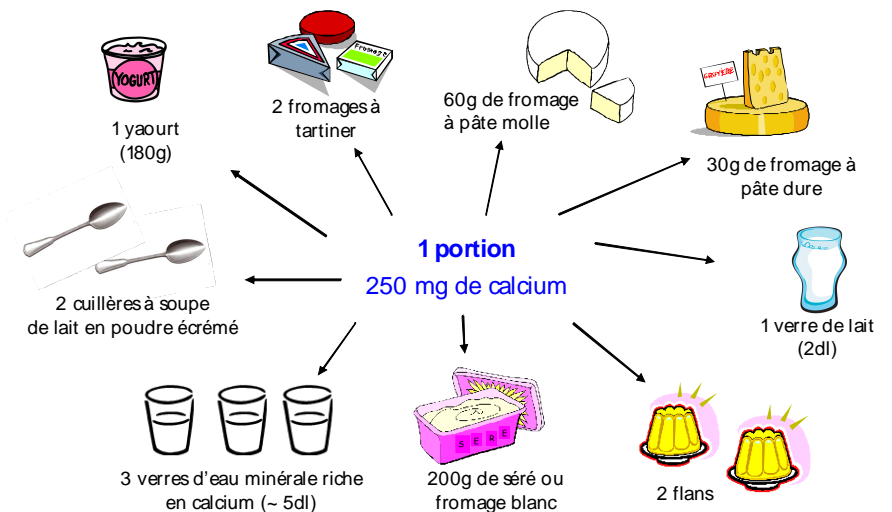 YOGURT
1 yaourt
(180g)
Fromage
2 fromages à
tartiner
60g de fromage
à pâte molle
GRUYERE
30g de fromage à
pâte dure
1 portion
250 mg de calcium
2 cuillères à soupe
de lait en poudre écrémé
1 verre de lait
(2dl)
3 verres d’eau minérale riche
en calcium (~ 5dl)
SERE
200g de séré ou
fromage blanc
2 flans